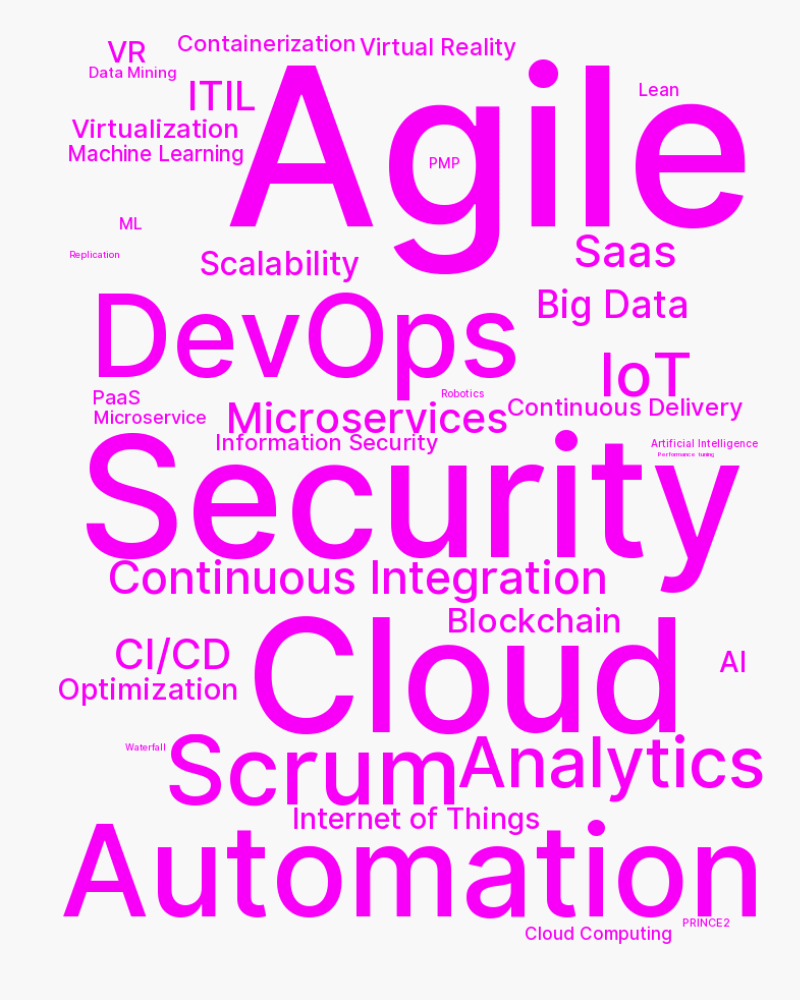 VR
Containerization
Virtual Reality
Data Mining
ITIL
Agile
Lean
Virtualization
Machine Learning
PMP
ML
Replication
Scalability
Saas
DevOps
Big Data
IoT
PaaS
Robotics
Microservice
Microservices
Continuous Delivery
Information Security
Artificial Intelligence
Performance tuning
Security
Continuous Integration
Blockchain
CI/CD
Cloud
AI
Optimization
Waterfall
Scrum
Analytics
Internet of Things
Automation
PRINCE2
Cloud Computing